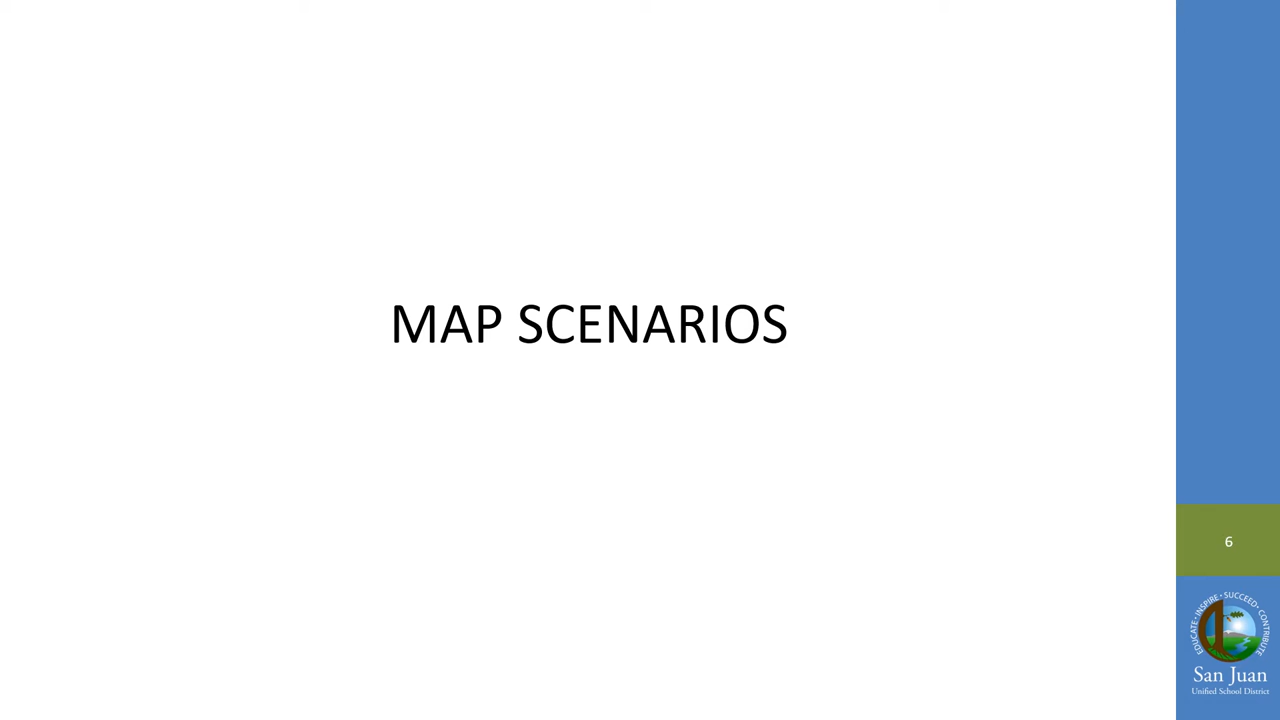 MAP SCENARIOS
6
EDUCATE • INSPIRE • SUCCEED • CONTRIBUTE
San Juan
Unified School District